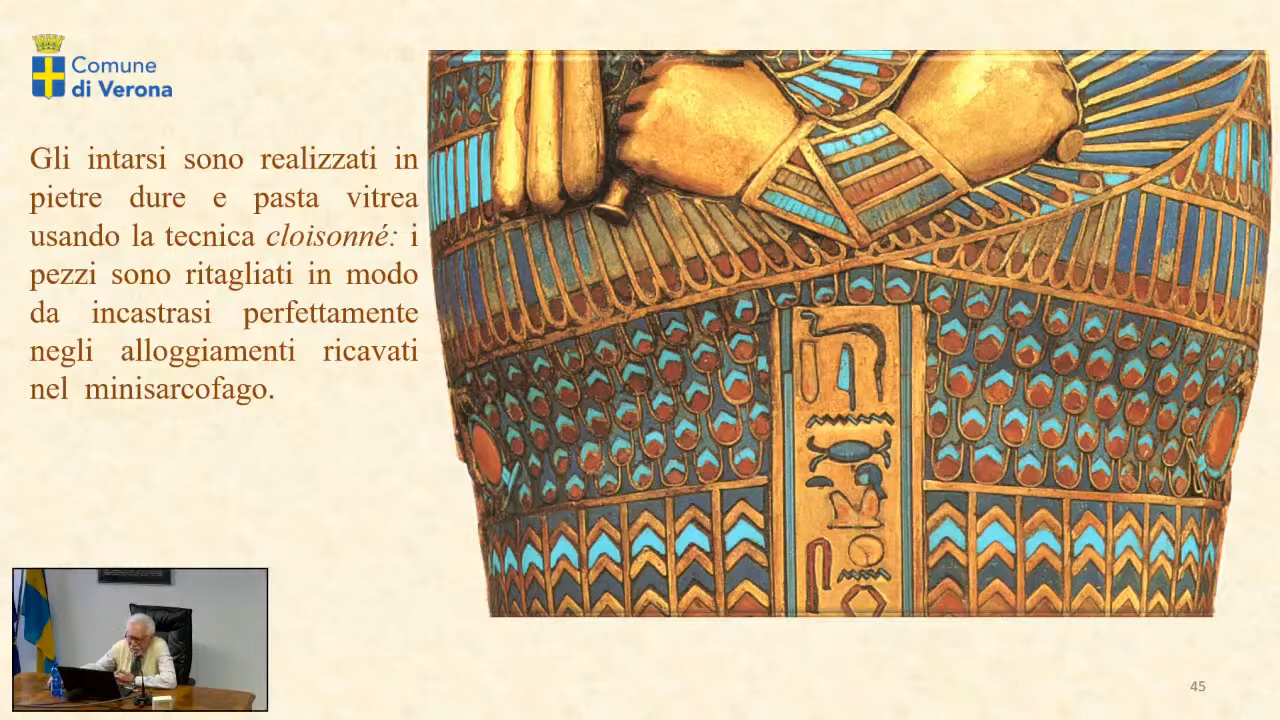 Comune
di Verona
Gli intarsi sono realizzati in
pietre dure e pasta vitrea
usando la tecnica cloisonné: i
pezzi sono ritagliati in modo
da incastrasi perfettamente
negli alloggiamenti ricavati
nel minisarcofago.
45